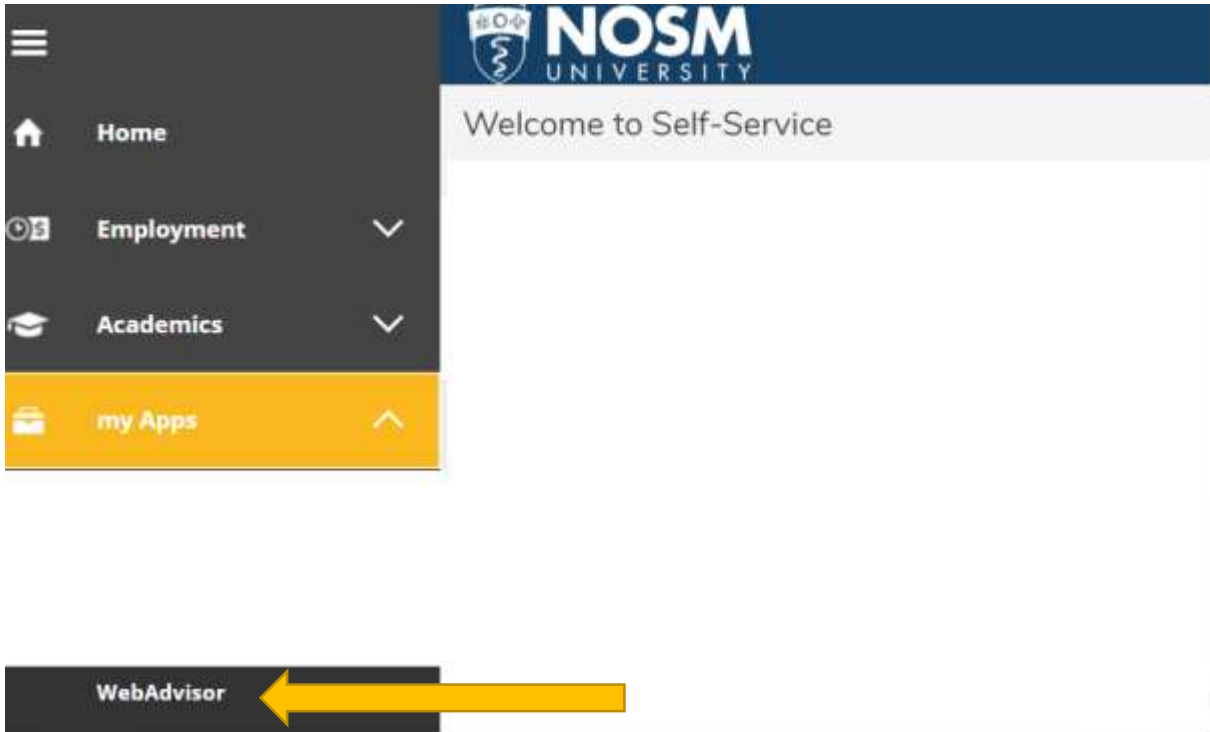 NOSM
UNIVERSITY
Home
Welcome to Self-Service
Employment
Academics
my Apps
WebAdvisor